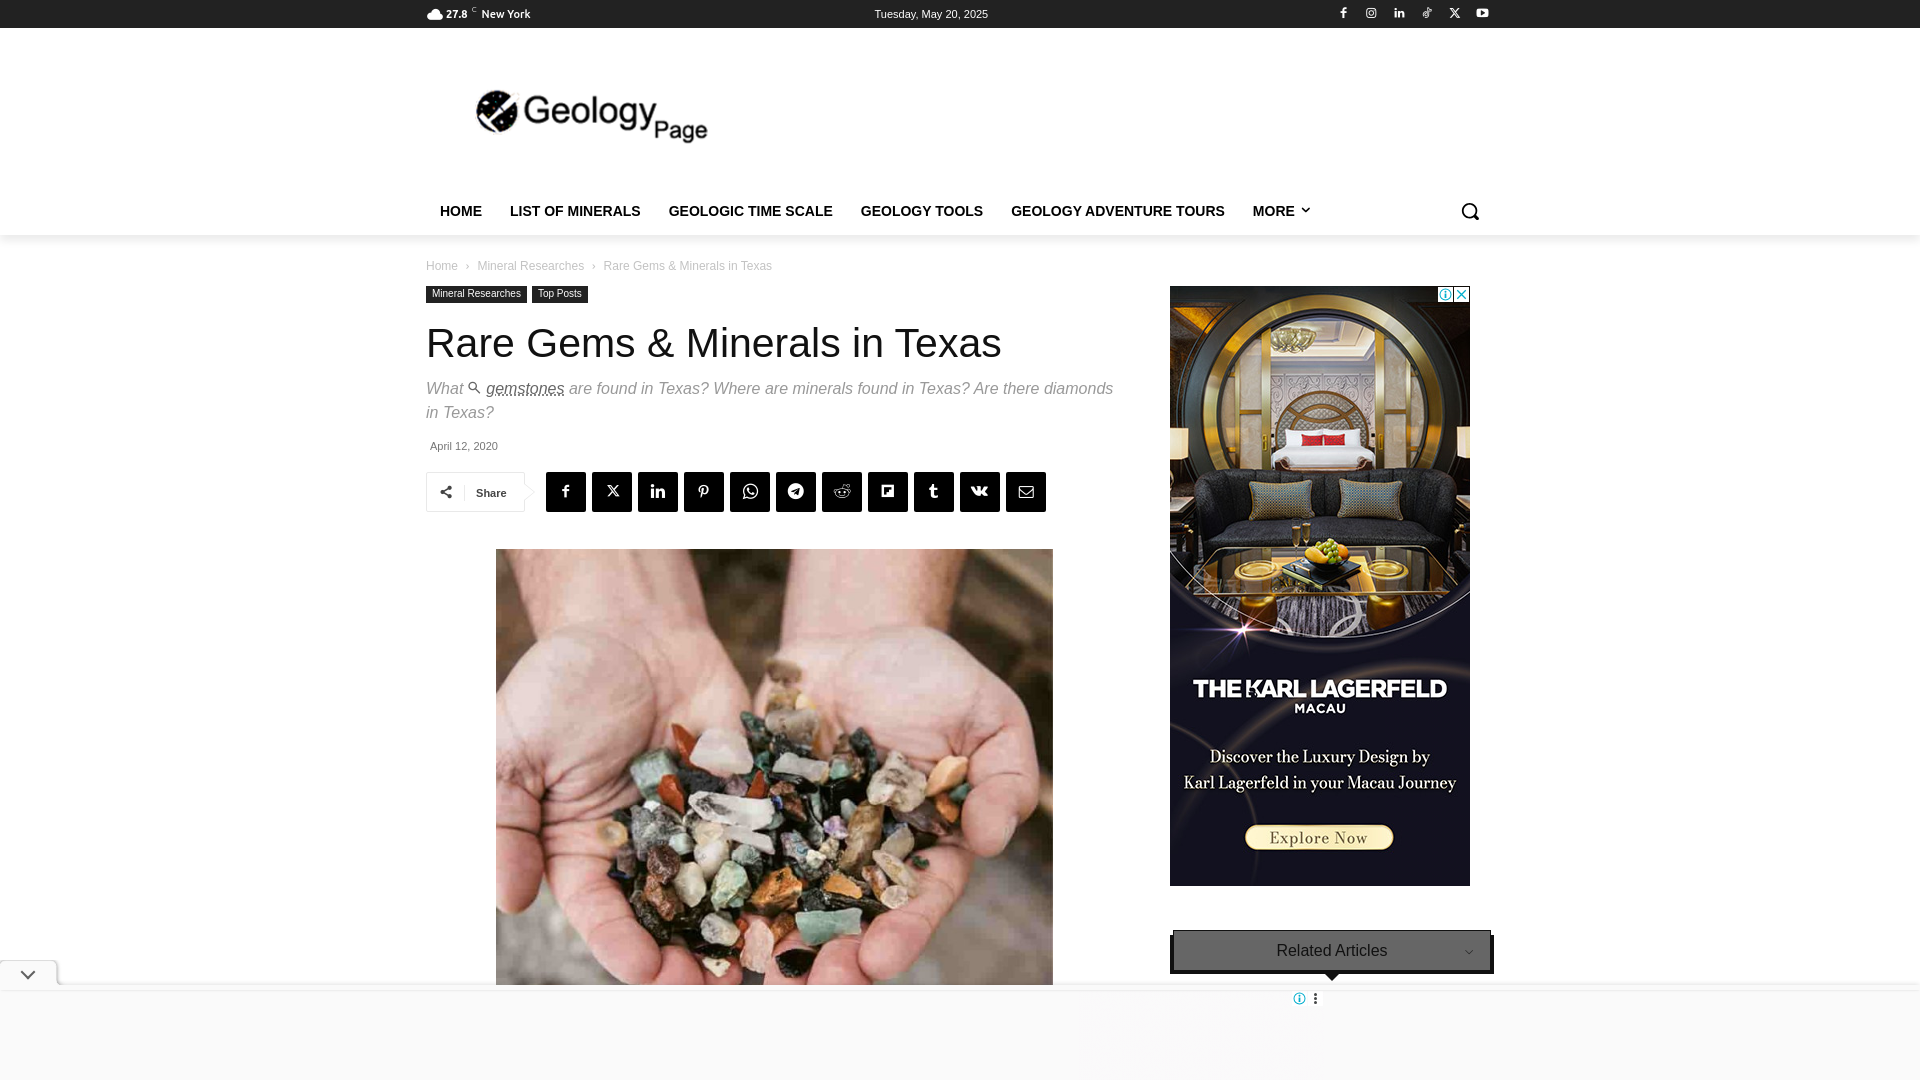 27.8 C New York
Tuesday, May 20, 2025
Geology Page
HOME
LIST OF MINERALS
GEOLOGIC TIME SCALE
GEOLOGY TOOLS
GEOLOGY ADVENTURE TOURS
MORE
Home › Mineral Researches › Rare Gems & Minerals in Texas
Mineral Researches
Top Posts
Rare Gems & Minerals in Texas
What gemstones are found in Texas? Where are minerals found in Texas? Are there diamonds
in Texas?
April 12, 2020
Share
THE KARL LAGERFELD
MACAU
Discover the Luxury Design by
Karl Lagerfeld in your Macau Journey
Explore Now
Related Articles